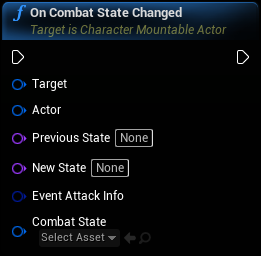 On Combat State Changed
Target is Character Mountable Actor
Target
Actor
Previous State None
New State None
Event Attack Info
Combat State
Select Asset